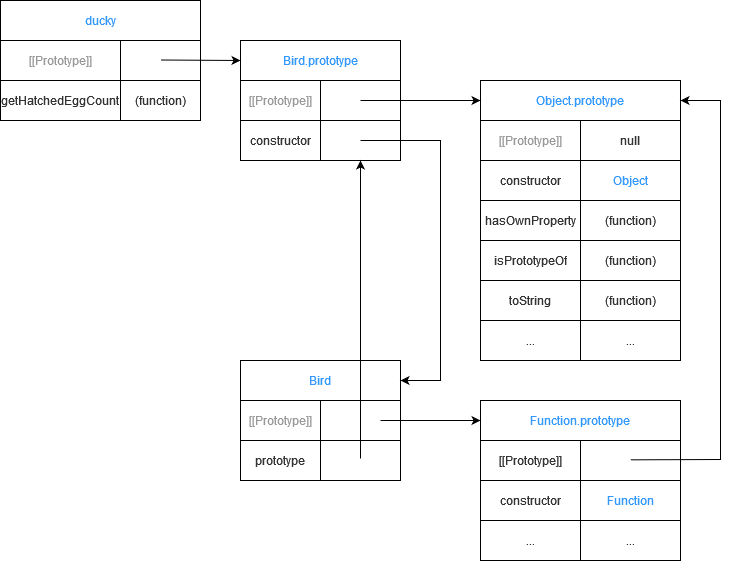 ducky
[[Prototype]]
getHatchedEggCount (function)
Bird.prototype
[[Prototype]]
constructor
Object.prototype
[[Prototype]] null
constructor Object
hasOwnProperty (function)
isPrototypeOf (function)
toString (function)
... ...
Bird
[[Prototype]]
prototype
Function.prototype
[[Prototype]]
constructor Function
... ...